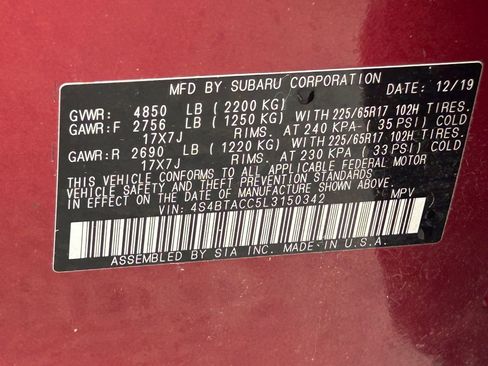 MFD BY SUBARU CORPORATION DATE: 12/19
GVWR: 4850 LB (2200 KG)
GAWR:F 2756 LB (1250 KG) WITH 225/65R17 102H TIRES.
17X7J RIMS. AT 240 KPA- (35 PSI) COLD
GAWR:R 2690 LB (1220 KG) WITH 225/65R17 102H TIRES.
17X7J RIMS. AT 230 KPA (33 PSI) COLD
THIS VEHICLE CONFORMS TO ALL APPLICABLE FEDERAL MOTOR
VEHICLE SAFETY AND THEFT PREVENTION STANDARDS IN EFFECT ON
THE DATE OF MANUFACTURE SHOWN ABOVE.
VIN: 4S4BTACC5L3150342 MPV
ASSEMBLED BY SIA INC. MADE IN U.S.A.